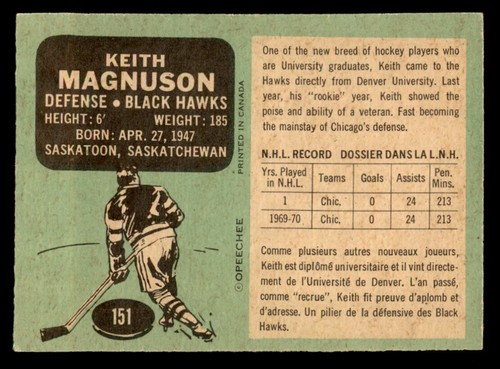 KEITH
MAGNUSON
DEFENSE • BLACK HAWKS
HEIGHT: 6' WEIGHT: 185
BORN: APR. 27, 1947
SASKATOON, SASKATCHEWAN
151
© OPEECHEE PRINTED IN CANADA
One of the new breed of hockey players who
are University graduates, Keith came to the
Hawks directly from Denver University. Last
year, his "rookie" year, Keith showed the
poise and ability of a veteran. Fast becoming
the mainstay of Chicago's defense.
N.H.L. RECORD DOSSIER DANS LA L.N.H.
Yrs. Played in N.H.L. Teams Goals Assists Pen. Mins.
1 Chic. 0 24 213
1969-70 Chic. 0 24 213
Comme plusieurs autres nouveaux joueurs,
Keith est diplômé universitaire et il vint directe-
ment de l'Université de Denver. L'an passé,
comme "recrue", Keith fit preuve d'aplomb et
d'adresse. Un pilier de la défensive des Black
Hawks.